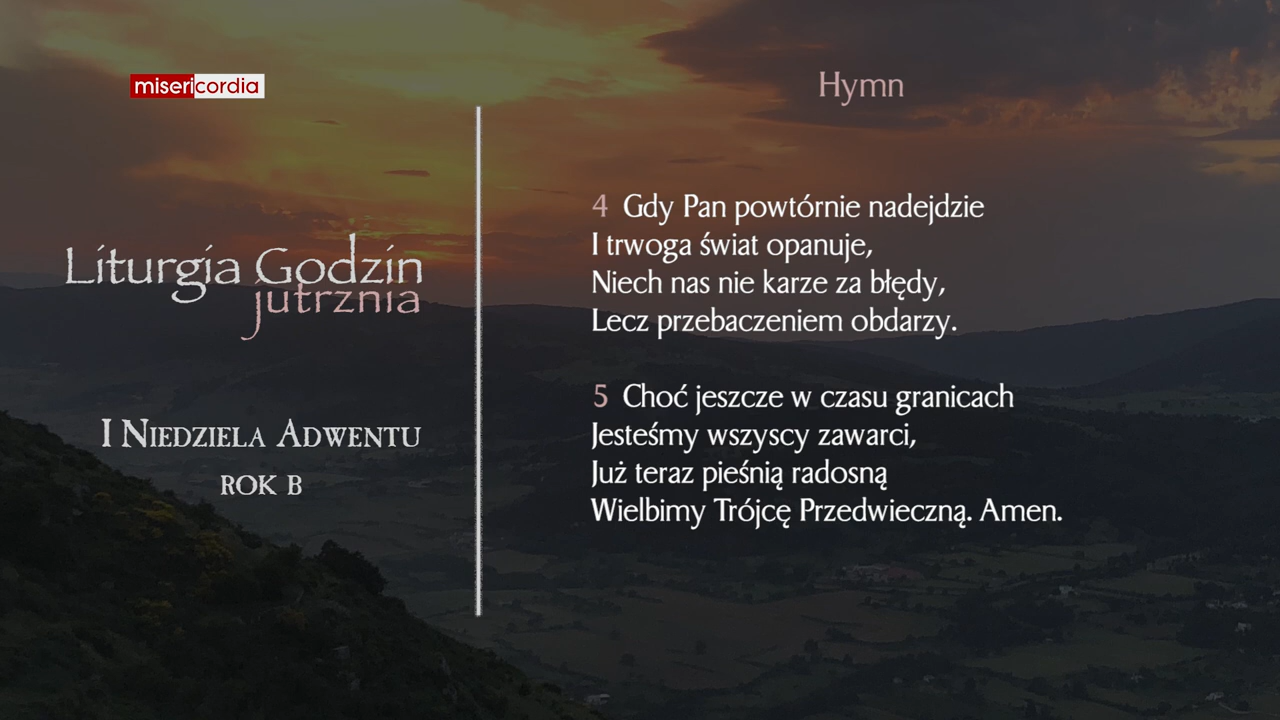 misericordia
Liturgia Godzin
jutrznia
I Niedziela Adwentu
rok B
Hymn
4 Gdy Pan powtórnie nadejdzie
I trwoga świat opanuje,
Niech nas nie karze za błędy,
Lecz przebaczeniem obdarzy.
5 Choć jeszcze w czasu granicach
Jesteśmy wszyscy zawarci,
Już teraz pieśnią radosną
Wielbimy Trójcę Przedwieczną. Amen.